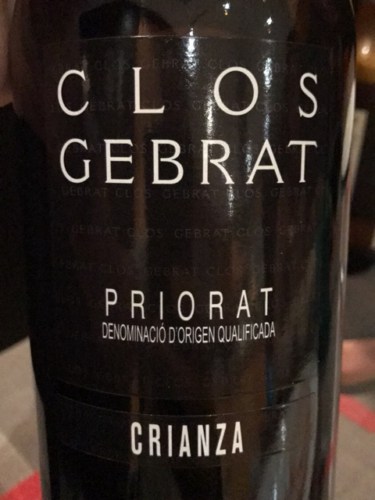 CLOS
GEBRAT
PRIORAT
DENOMINACIÓ D'ORIGEN QUALIFICADA
CRIANZA